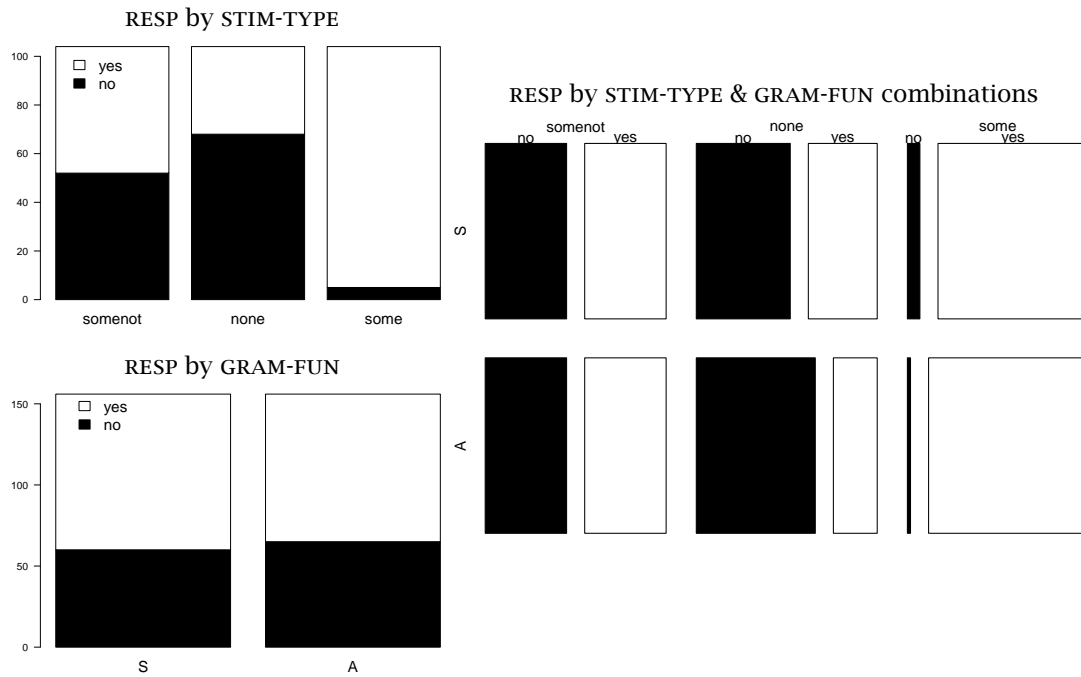 RESP by STIM-TYPE
100
80
60
40
20
0
yes
no
somenot none some
RESP by GRAM-FUN
150
100
50
0
yes
no
S A
RESP by STIM-TYPE & GRAM-FUN combinations
somenot none some
no yes no yes no yes
S
A